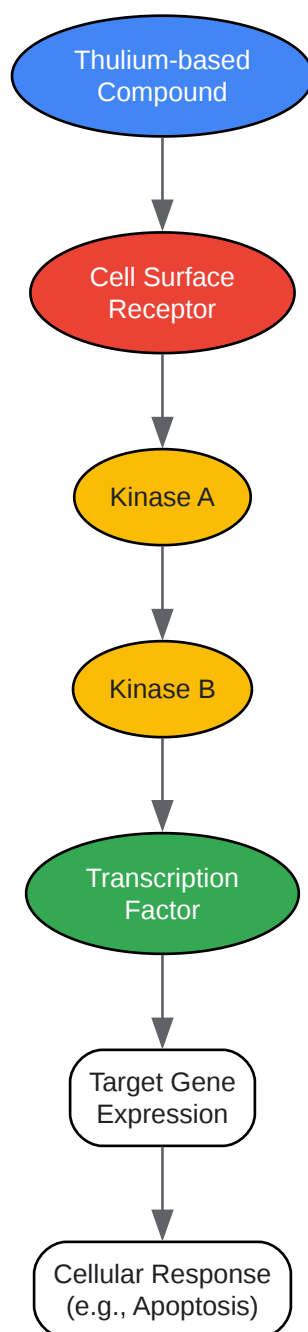 Thulium-based
Compound
Cell Surface
Receptor
Kinase A
Kinase B
Transcription
Factor
Target Gene
Expression
Cellular Response
(e.g., Apoptosis)